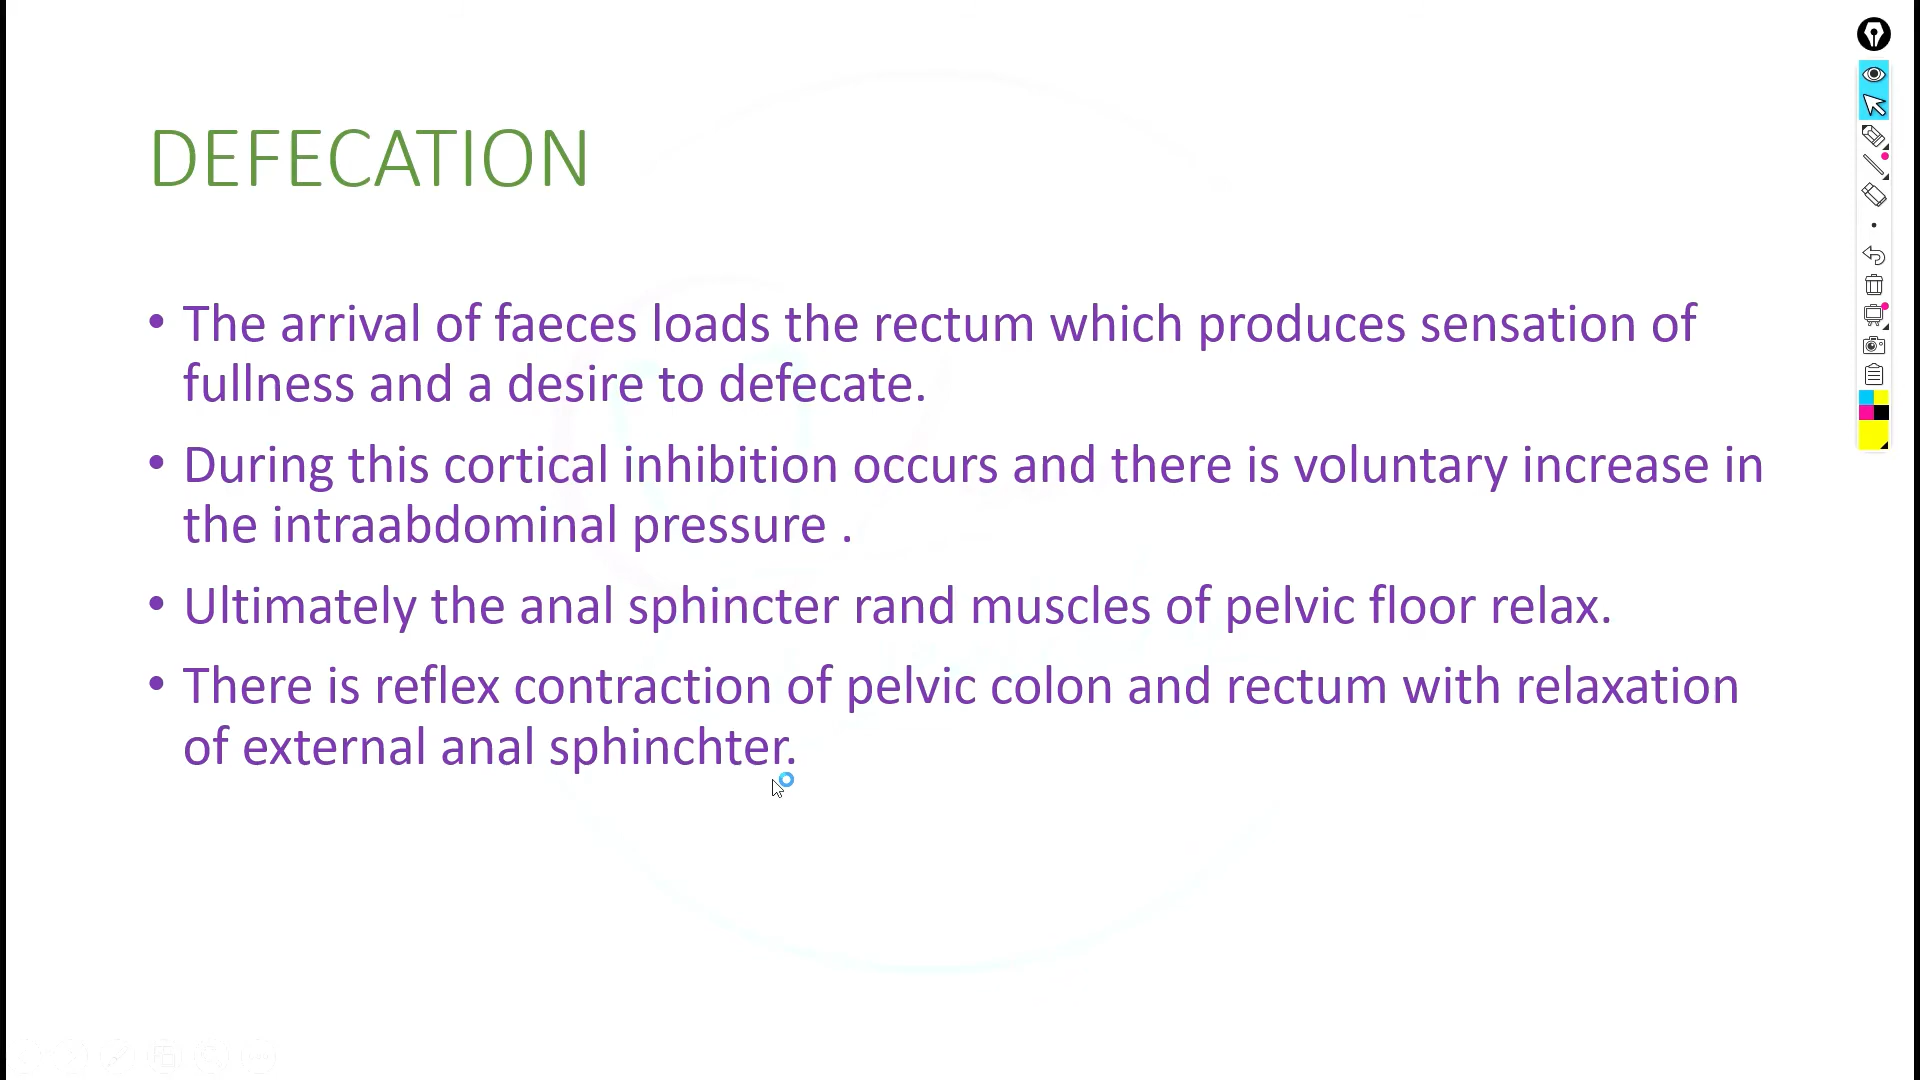 DEFECATION
• The arrival of faeces loads the rectum which produces sensation of
fullness and a desire to defecate.
• During this cortical inhibition occurs and there is voluntary increase in
the intraabdominal pressure .
• Ultimately the anal sphincter rand muscles of pelvic floor relax.
• There is reflex contraction of pelvic colon and rectum with relaxation
of external anal sphinchter.